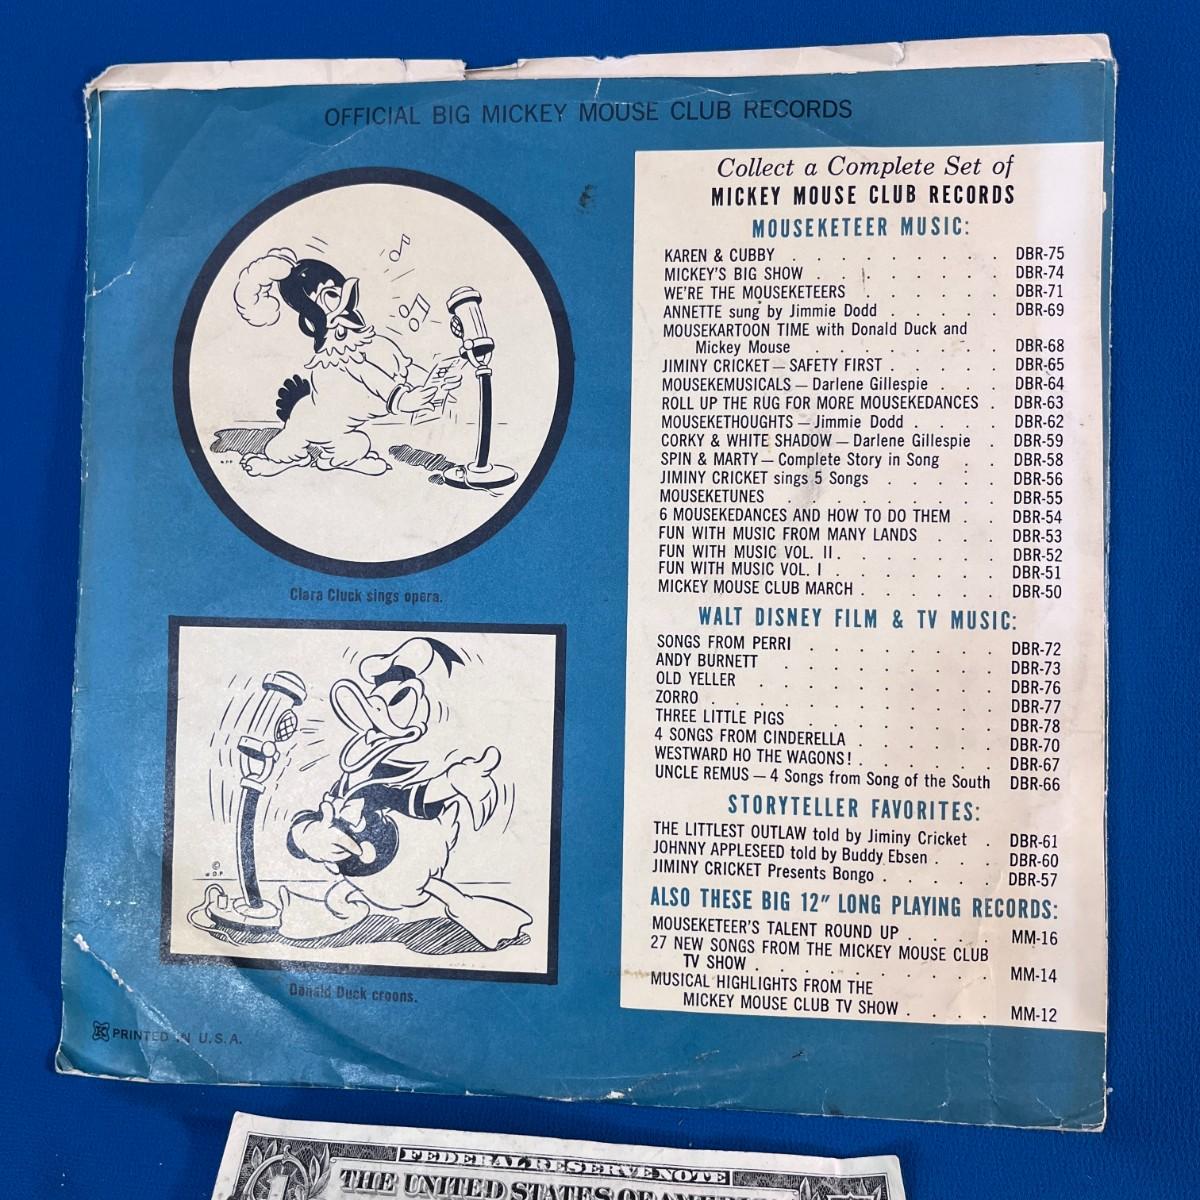 OFFICIAL BIG MICKEY MOUSE CLUB RECORDS
Clara Cluck sings opera.
© W.D.P.
Donald Duck croons.
K PRINTED IN U.S.A.
Collect a Complete Set of
MICKEY MOUSE CLUB RECORDS
MOUSEKETEER MUSIC:
KAREN & CUBBY . . . . . . . . . . DBR-75
MICKEY'S BIG SHOW . . . . . . . . DBR-74
WE'RE THE MOUSEKETEERS . . . . . . DBR-71
ANNETTE sung by Jimmie Dodd . . . . . DBR-69
MOUSEKARTOON TIME with Donald Duck and
Mickey Mouse . . . . . . . . DBR-68
JIMINY CRICKET — SAFETY FIRST . . . . . DBR-65
MOUSEKEMUSICALS — Darlene Gillespie . . . DBR-64
ROLL UP THE RUG FOR MORE MOUSEKEDANCES . DBR-63
MOUSEKETHOUGHTS — Jimmie Dodd . . . . DBR-62
CORKY & WHITE SHADOW — Darlene Gillespie . DBR-59
SPIN & MARTY — Complete Story in Song . . DBR-58
JIMINY CRICKET sings 5 Songs . . . . . DBR-56
MOUSEKETUNES . . . . . . . . . DBR-55
6 MOUSEKEDANCES AND HOW TO DO THEM . . DBR-54
FUN WITH MUSIC FROM MANY LANDS . . . DBR-53
FUN WITH MUSIC VOL. II . . . . . . . DBR-52
FUN WITH MUSIC VOL. I . . . . . . . DBR-51
MICKEY MOUSE CLUB MARCH . . . . . . DBR-50
WALT DISNEY FILM & TV MUSIC:
SONGS FROM PERRI . . . . . . . . DBR-72
ANDY BURNETT . . . . . . . . . DBR-73
OLD YELLER . . . . . . . . . . DBR-76
ZORRO . . . . . . . . . . . . DBR-77
THREE LITTLE PIGS . . . . . . . . DBR-78
4 SONGS FROM CINDERELLA . . . . . . DBR-70
WESTWARD HO THE WAGONS! . . . . . . DBR-67
UNCLE REMUS — 4 Songs from Song of the South DBR-66
STORYTELLER FAVORITES:
THE LITTLEST OUTLAW told by Jiminy Cricket . DBR-61
JOHNNY APPLESEED told by Buddy Ebsen . . . DBR-60
JIMINY CRICKET Presents Bongo . . . . . DBR-57
ALSO THESE BIG 12" LONG PLAYING RECORDS:
MOUSEKETEER'S TALENT ROUND UP . . . . MM-16
27 NEW SONGS FROM THE MICKEY MOUSE CLUB
TV SHOW . . . . . . . . . . MM-14
MUSICAL HIGHLIGHTS FROM THE
MICKEY MOUSE CLUB TV SHOW . . . . MM-12
FEDERAL RESERVE NOTE
THE UNITED STATES OF AMERICA